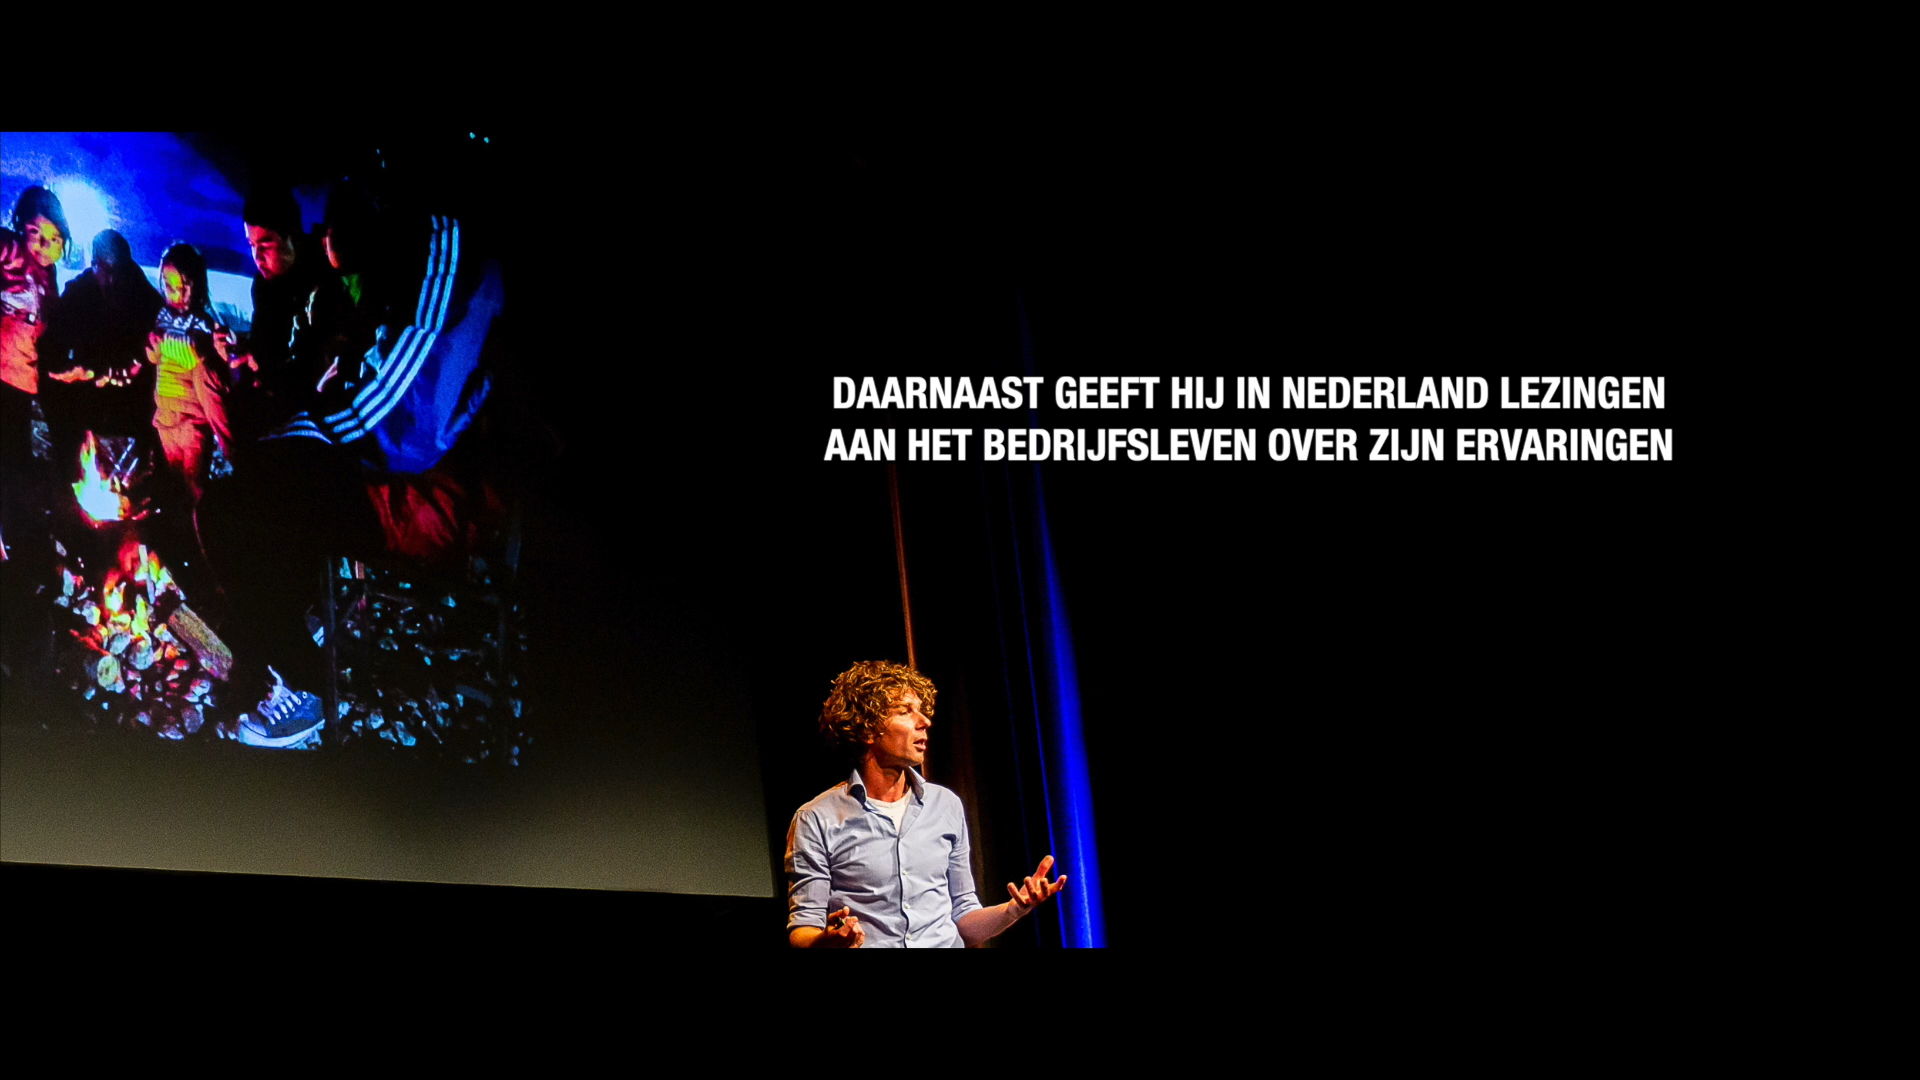 DAARNAAST GEEFT HIJ IN NEDERLAND LEZINGEN
AAN HET BEDRIJFSLEVEN OVER ZIJN ERVARINGEN